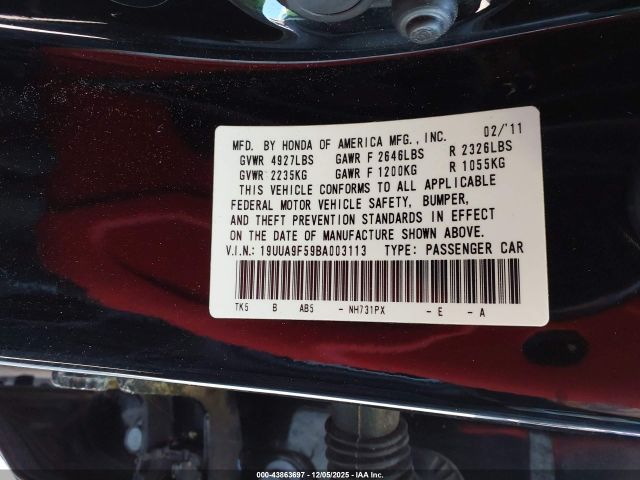 MFD. BY HONDA OF AMERICA MFG., INC. 02/'11
GVWR 4927LBS GAWR F 2646LBS R 2326LBS
GVWR 2235KG GAWR F 1200KG R 1055KG
THIS VEHICLE CONFORMS TO ALL APPLICABLE
FEDERAL MOTOR VEHICLE SAFETY, BUMPER,
AND THEFT PREVENTION STANDARDS IN EFFECT
ON THE DATE OF MANUFACTURE SHOWN ABOVE.
V.I.N.: 19UUA9F59BA003113 TYPE: PASSENGER CAR
TK5 B AB5 - NH731PX - E - A
000-43863697 - 12/05/2025 - IAA Inc.